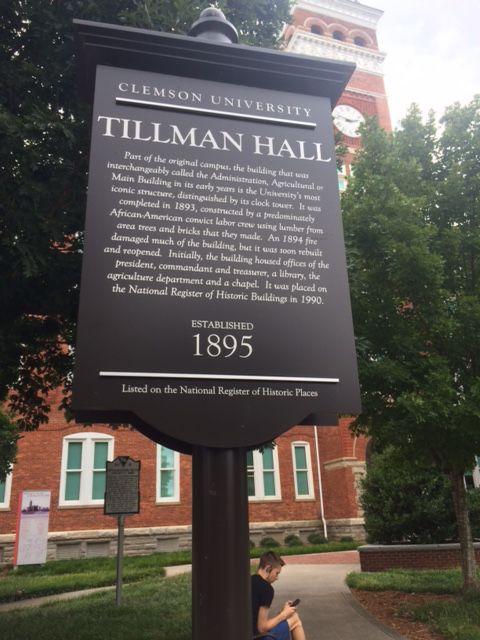 CLEMSON UNIVERSITY
TILLMAN HALL
Part of the original campus, the building that was
interchangeably called the Administration, Agricultural or
Main Building in its early years is the University's most
iconic structure, distinguished by its clock tower. It was
completed in 1893, constructed by a predominately
African-American convict labor crew using lumber from
area trees and bricks that they made. An 1894 fire
damaged much of the building, but it was soon rebuilt
and reopened. Initially, the building housed offices of the
president, commandant and treasurer, a library, the
agriculture department and a chapel. It was placed on
the National Register of Historic Buildings in 1990.
ESTABLISHED
1895
Listed on the National Register of Historic Places